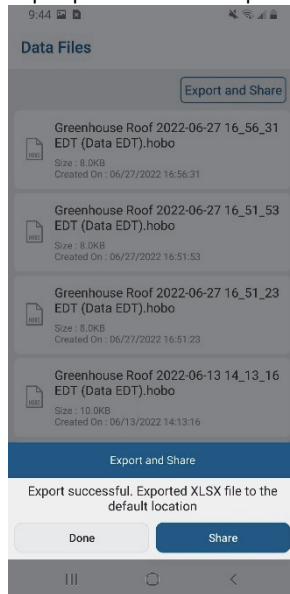 9:44
Data Files
Export and Share
Greenhouse Roof 2022-06-27 16_56_31
EDT (Data EDT).hobo
HOBO
Size : 8.0KB
Created On : 06/27/2022 16:56:31
Greenhouse Roof 2022-06-27 16_51_53
EDT (Data EDT).hobo
HOBO
Size : 8.0KB
Created On : 06/27/2022 16:51:53
Greenhouse Roof 2022-06-27 16_51_23
EDT (Data EDT).hobo
HOBO
Size : 8.0KB
Created On : 06/27/2022 16:51:23
Greenhouse Roof 2022-06-13 14_13_16
EDT (Data EDT).hobo
HOBO
Size : 10.0KB
Created On : 06/13/2022 14:13:16
Export and Share
Export successful. Exported XLSX file to the
default location
Done
Share